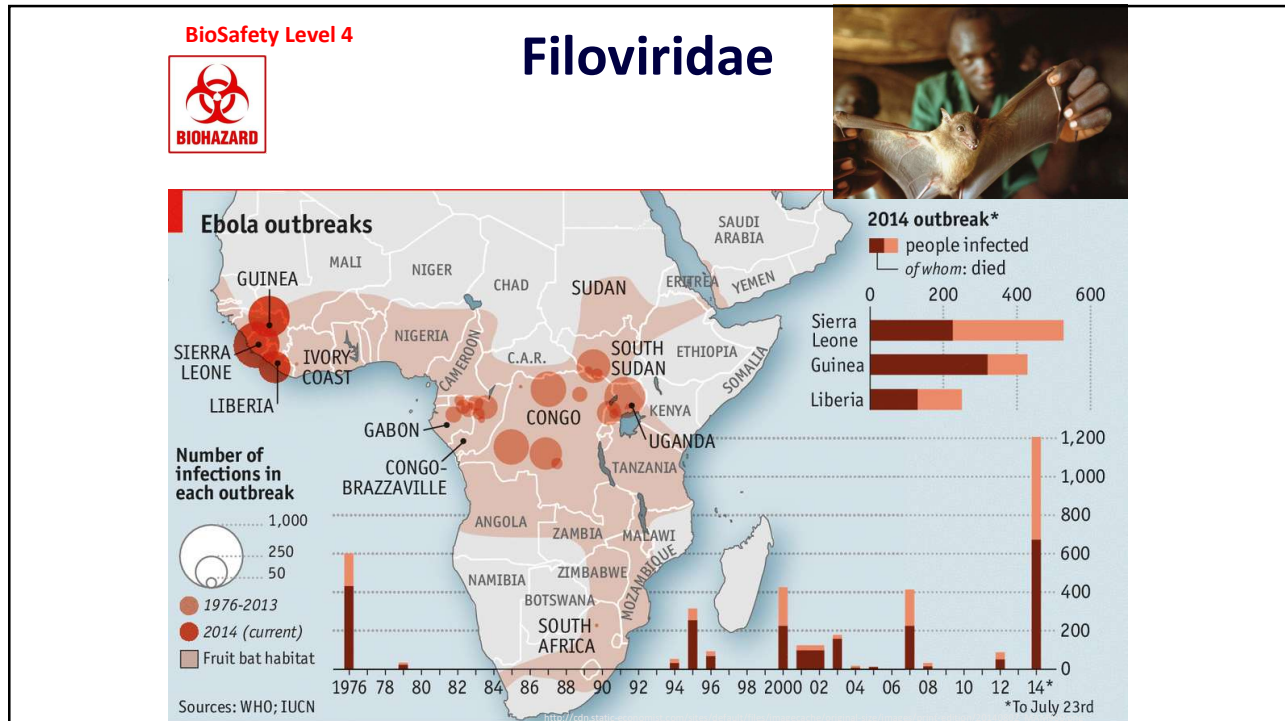 BioSafety Level 4
Filoviridae
BIOHAZARD
Ebola outbreaks
2014 outbreak*
people infected
of whom: died
0 200 400 600
Sierra
Leone
Guinea
Liberia
SAUDI
ARABIA
MALI
NIGER
CHAD
SUDAN
ERITREA
YEMEN
GUINEA
NIGERIA
SIERRA
LEONE
IVORY
COAST
LIBERIA
CAMEROON
C.A.R.
SOUTH
SUDAN
ETHIOPIA
SOMALIA
CONGO
KENYA
UGANDA
GABON
CONGO-
BRAZZAVILLE
TANZANIA
ANGOLA
ZAMBIA
MALAWI
MOZAMBIQUE
NAMIBIA
ZIMBABWE
BOTSWANA
SOUTH
AFRICA
Number of
infections in
each outbreak
1,000
250
50
1976-2013
2014 (current)
Fruit bat habitat
1,200
1,000
800
600
400
200
0
1976 78 80 82 84 86 88 90 92 94 96 98 2000 02 04 06 08 10 12 14*
Sources: WHO; IUCN
*To July 23rd